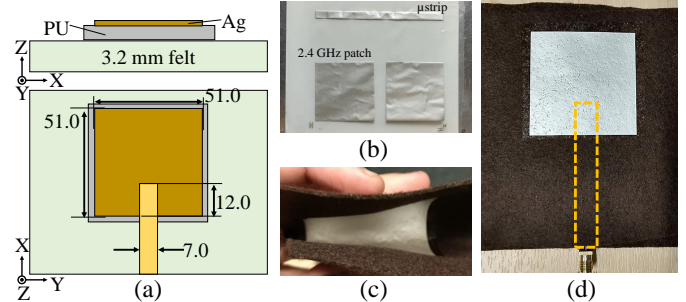 PU
Ag
Z
3.2 mm felt
Y
X
51.0
51.0
12.0
7.0
X
Z
Y
(a)
µstrip
2.4 GHz patch
(b)
(c)
(d)